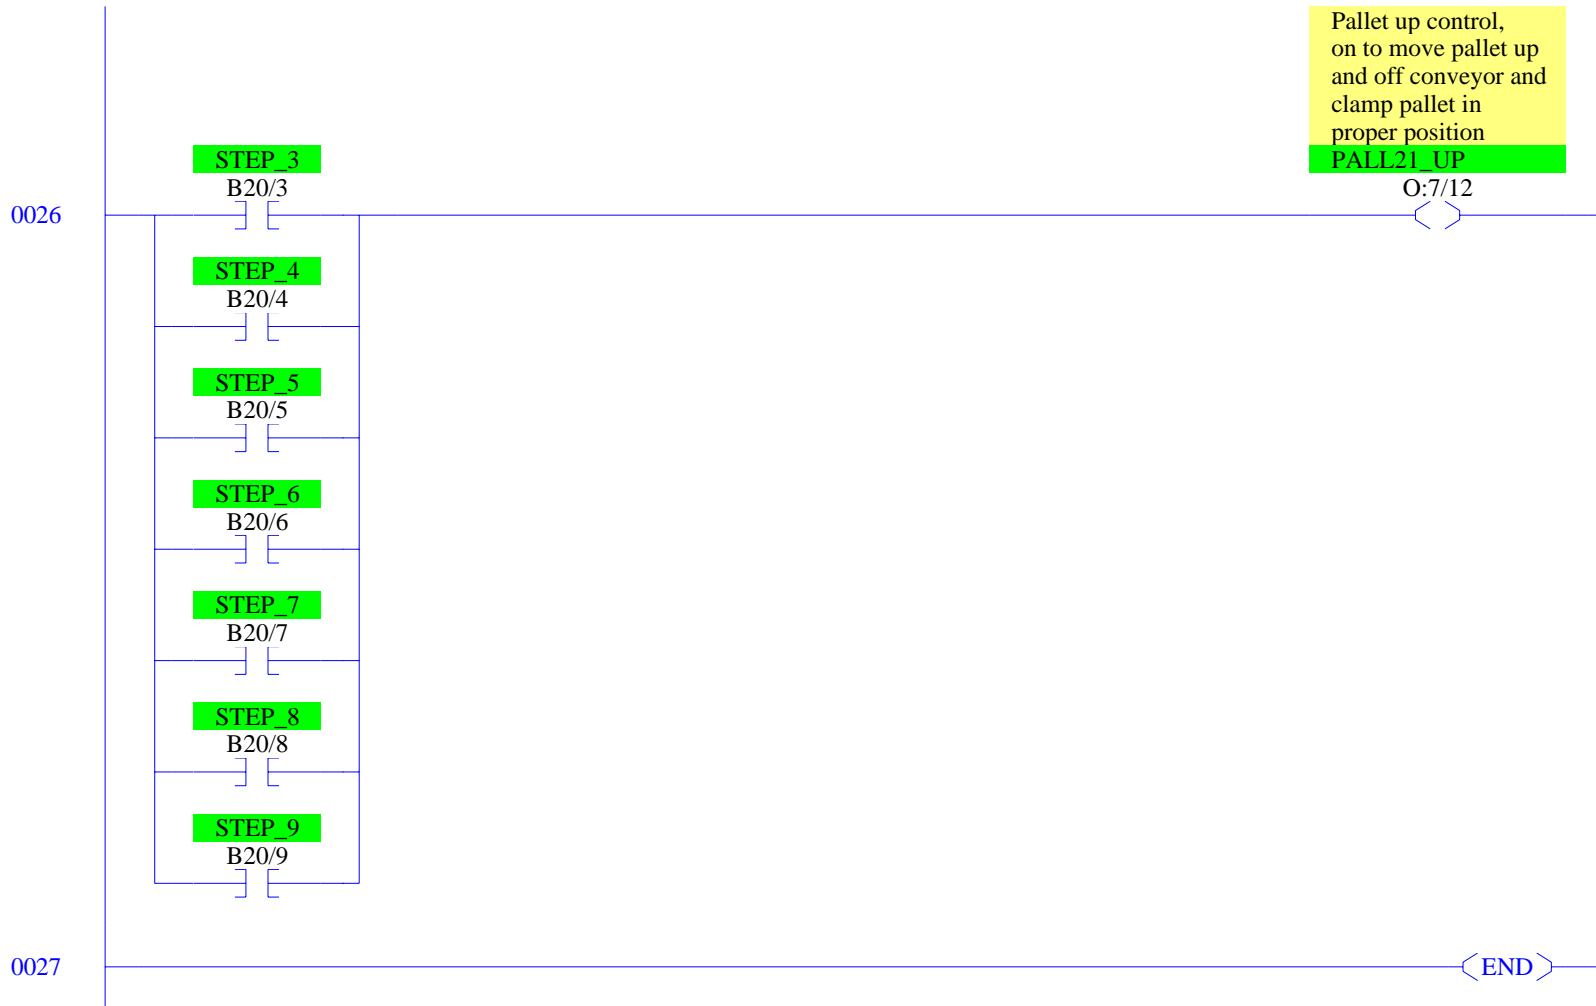 Pallet up control,
on to move pallet up
and off conveyor and
clamp pallet in
proper position
STEP_3
PALL21_UP
B20/3
O:7/12
0026
STEP_4
B20/4
STEP_5
B20/5
STEP_6
B20/6
STEP_7
B20/7
STEP_8
B20/8
STEP_9
B20/9
0027
END